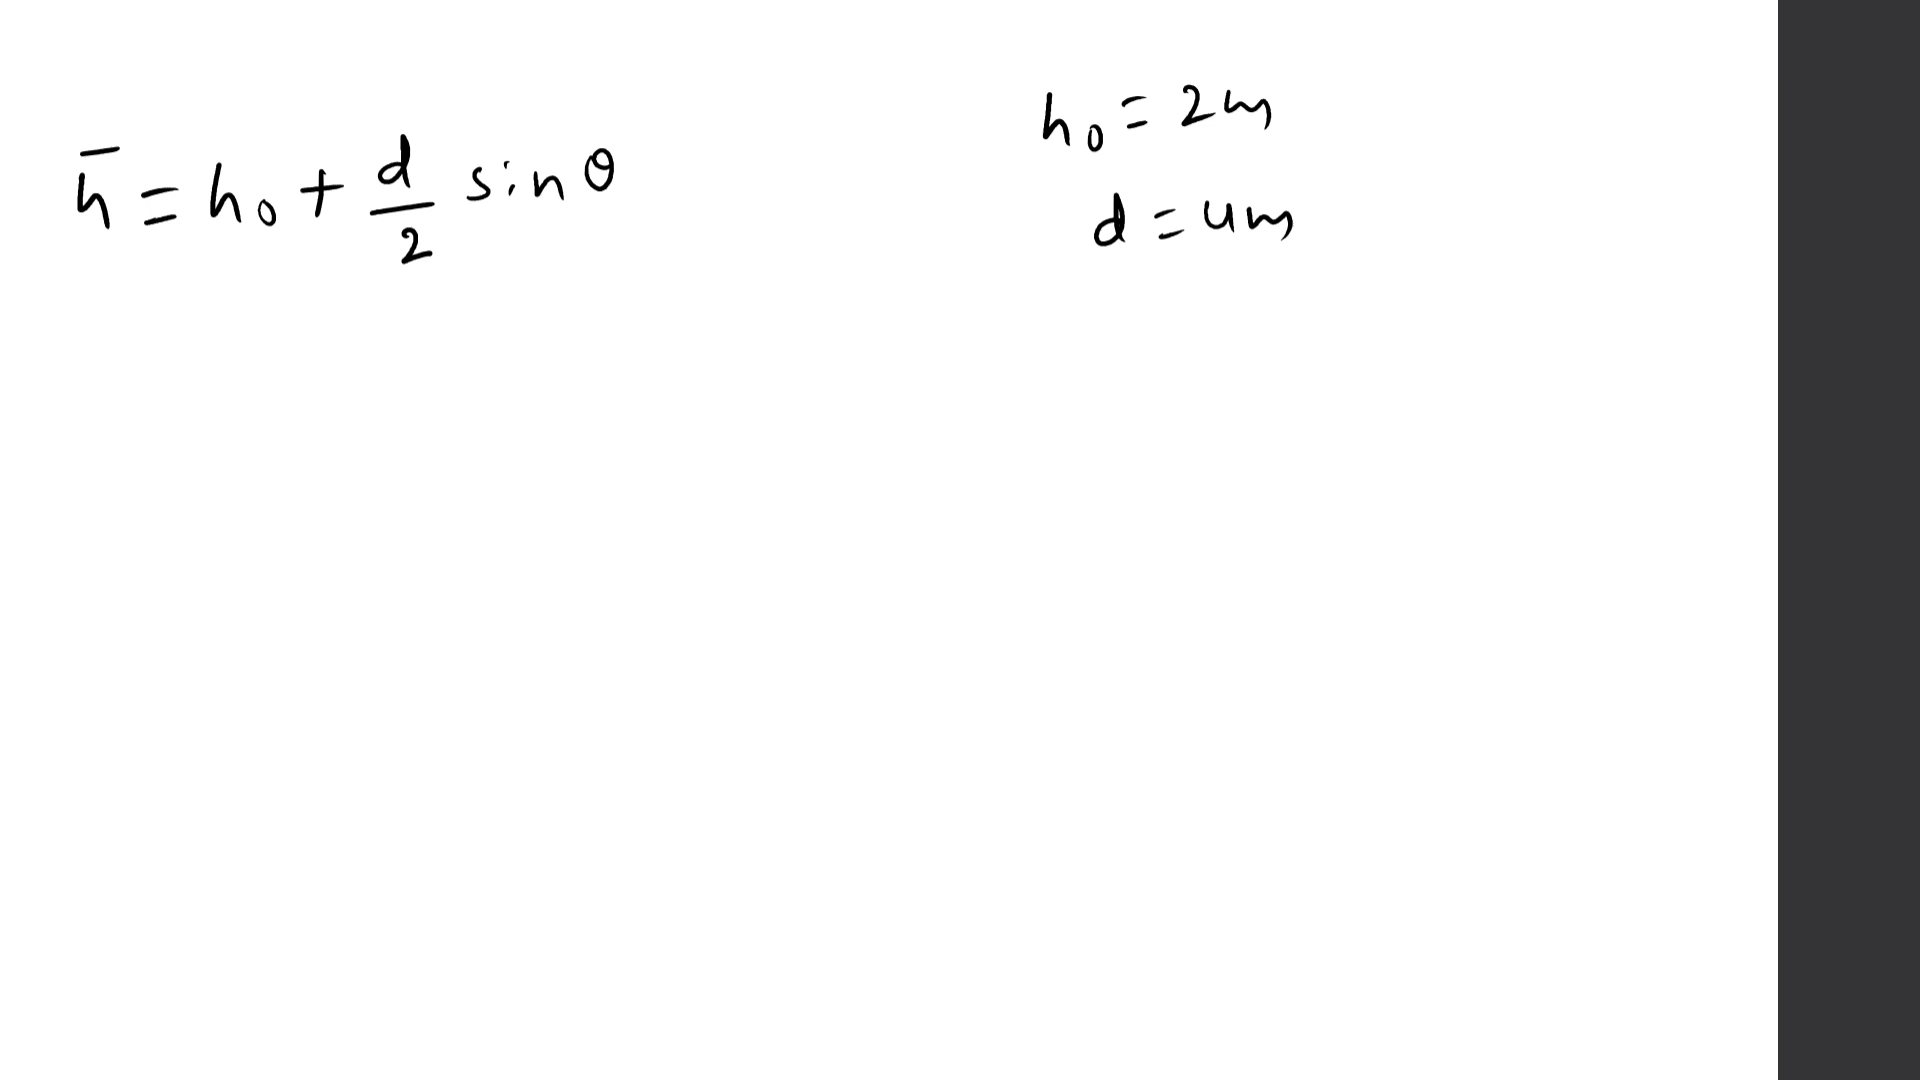 h̄ = h₀ + d/2 sin θ
h₀ = 2m
d = 4m